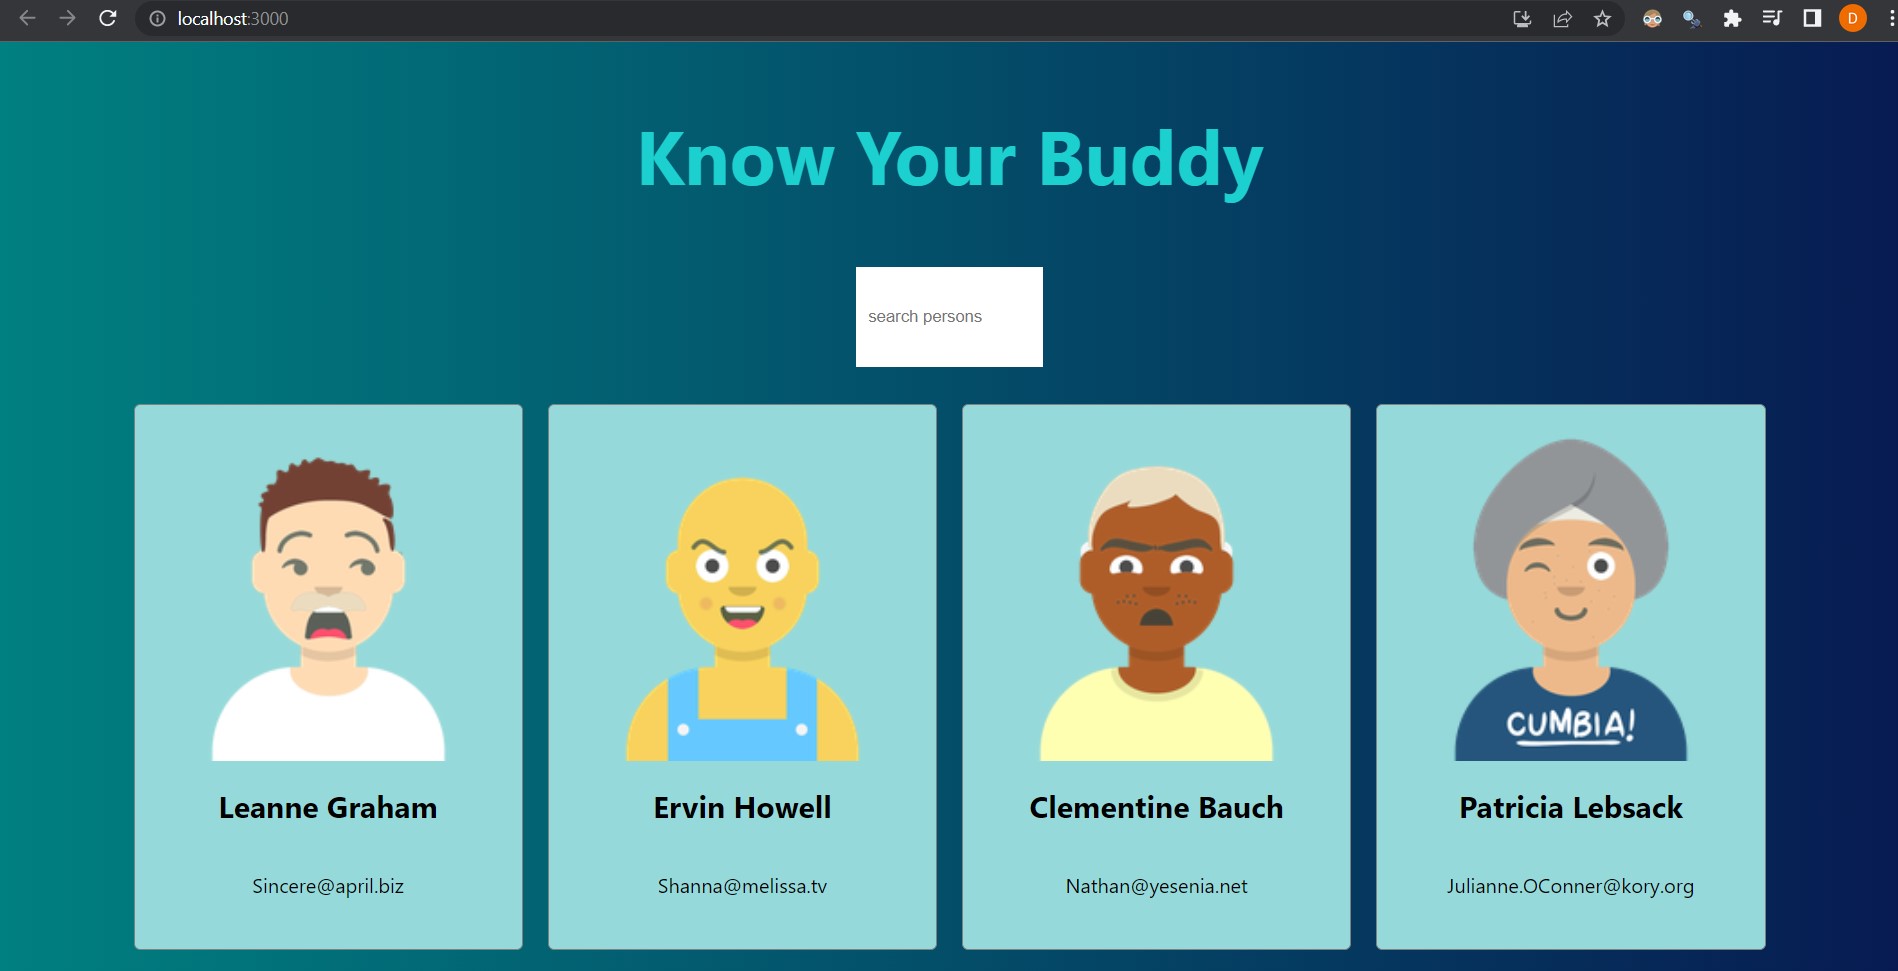 localhost:3000
D
Know Your Buddy
search persons
CUMBIA!
Leanne Graham
Ervin Howell
Clementine Bauch
Patricia Lebsack
Sincere@april.biz
Shanna@melissa.tv
Nathan@yesenia.net
Julianne.OConner@kory.org